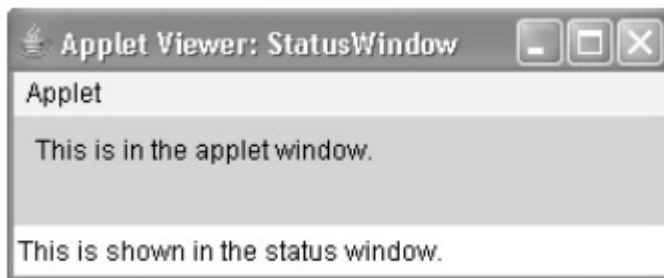 Applet Viewer: StatusWindow
Applet
This is in the applet window.
This is shown in the status window.